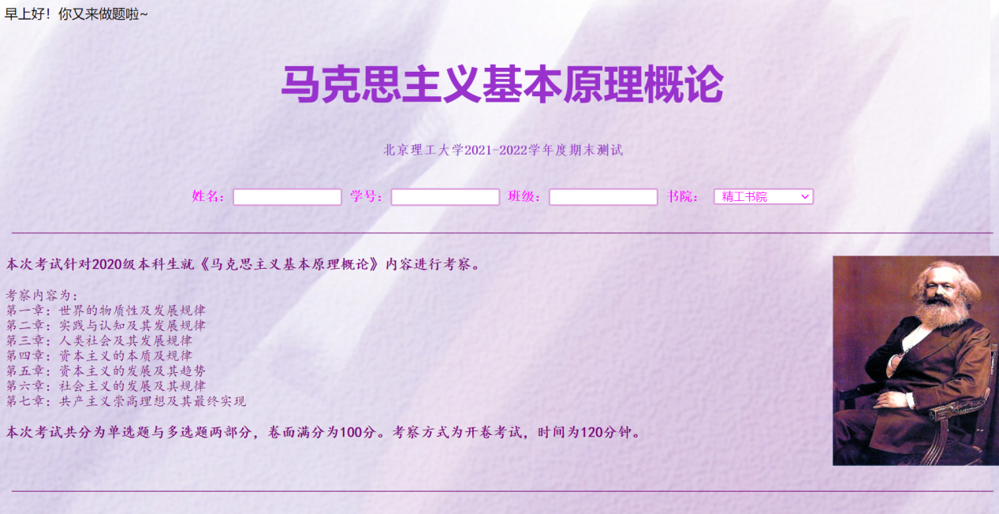 早上好！你又来做题啦~
马克思主义基本原理概论
北京理工大学2021-2022学年度期末测试
姓名： 学号： 班级： 书院： 精工书院
本次考试针对2020级本科生就《马克思主义基本原理概论》内容进行考察。
考察内容为：
第一章：世界的物质性及发展规律
第二章：实践与认知及其发展规律
第三章：人类社会及其发展规律
第四章：资本主义的本质及规律
第五章：资本主义的发展及其趋势
第六章：社会主义的发展及其规律
第七章：共产主义崇高理想及其最终实现
本次考试共分为单选题与多选题两部分，卷面满分为100分。考察方式为开卷考试，时间为120分钟。